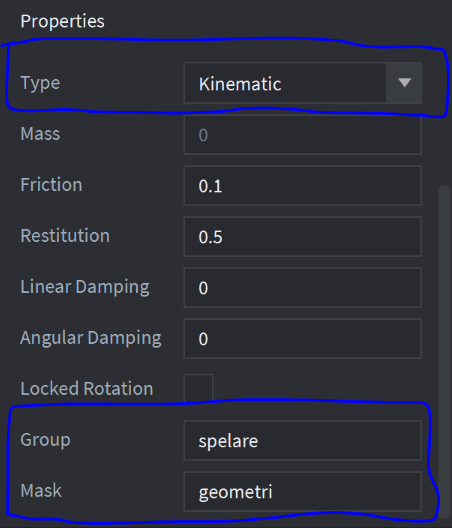 Properties
Type Kinematic
Mass 0
Friction 0.1
Restitution 0.5
Linear Damping 0
Angular Damping 0
Locked Rotation
Group spelare
Mask geometri